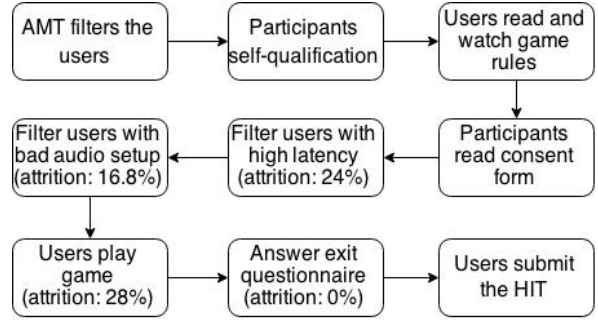 AMT filters the
users
Participants
self-qualification
Users read and
watch game
rules
Participants
read consent
form
Filter users with
high latency
(attrition: 24%)
Filter users with
bad audio setup
(attrition: 16.8%)
Users play
game
(attrition: 28%)
Answer exit
questionnaire
(attrition: 0%)
Users submit
the HIT